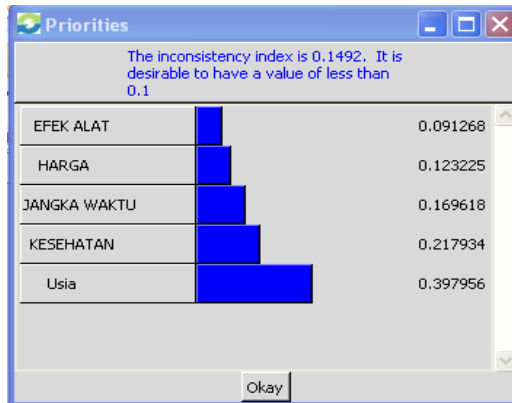 Priorities
The inconsistency index is 0.1492. It is
desirable to have a value of less than
0.1
EFEK ALAT 0.091268
HARGA 0.123225
JANGKA WAKTU 0.169618
KESEHATAN 0.217934
Usia 0.397956
Okay